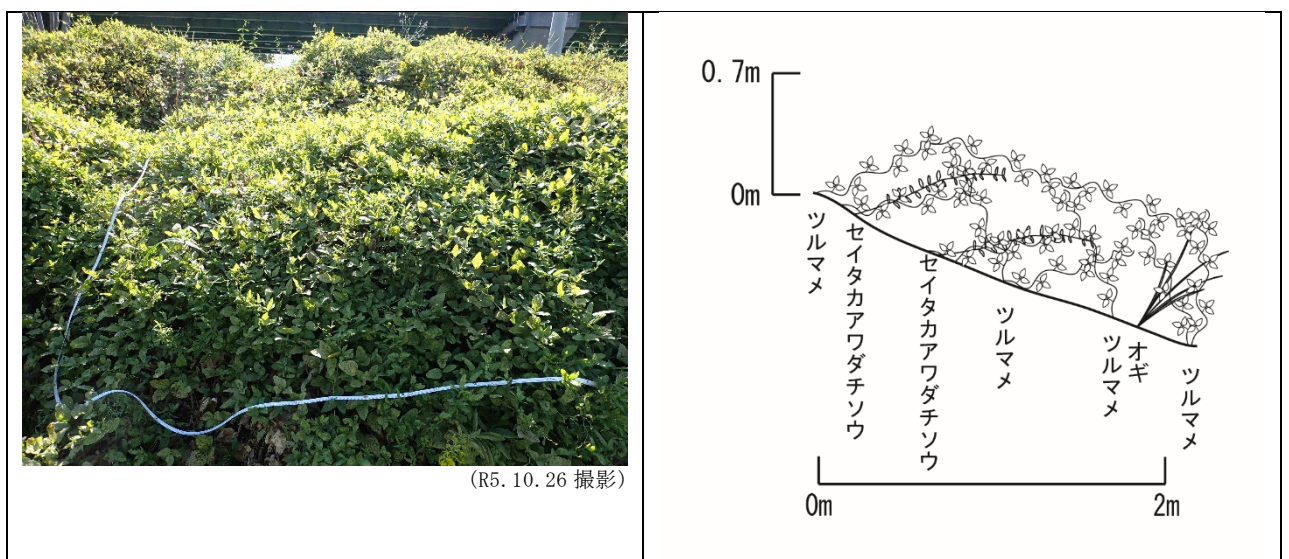 (R5.10.26 撮影)
0.7m
0m
ツルマメ
セイタカアワダチソウ
セイタカアワダチソウ
ツルマメ
ツルマメ
オギ
ツルマメ
0m
2m